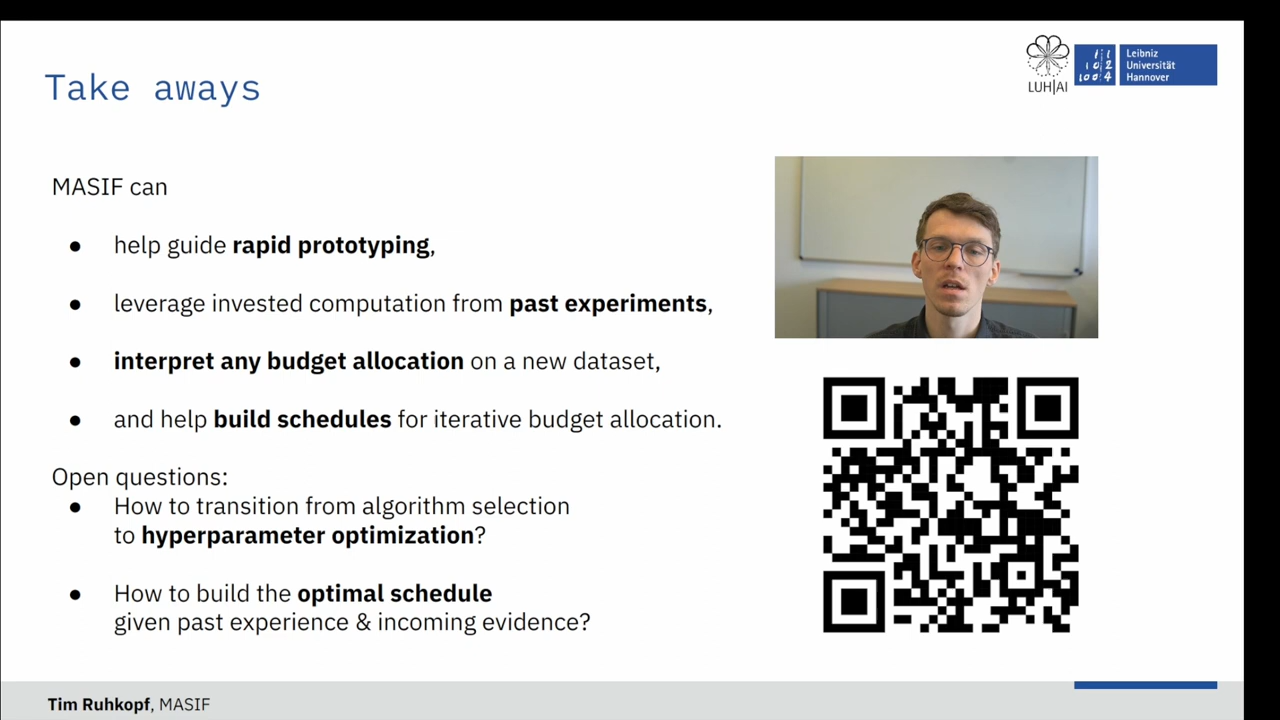 Take aways
LUH|AI
Leibniz
Universität
Hannover
MASIF can
● help guide rapid prototyping,
● leverage invested computation from past experiments,
● interpret any budget allocation on a new dataset,
● and help build schedules for iterative budget allocation.
Open questions:
● How to transition from algorithm selection
to hyperparameter optimization?
● How to build the optimal schedule
given past experience & incoming evidence?
Tim Ruhkopf, MASIF